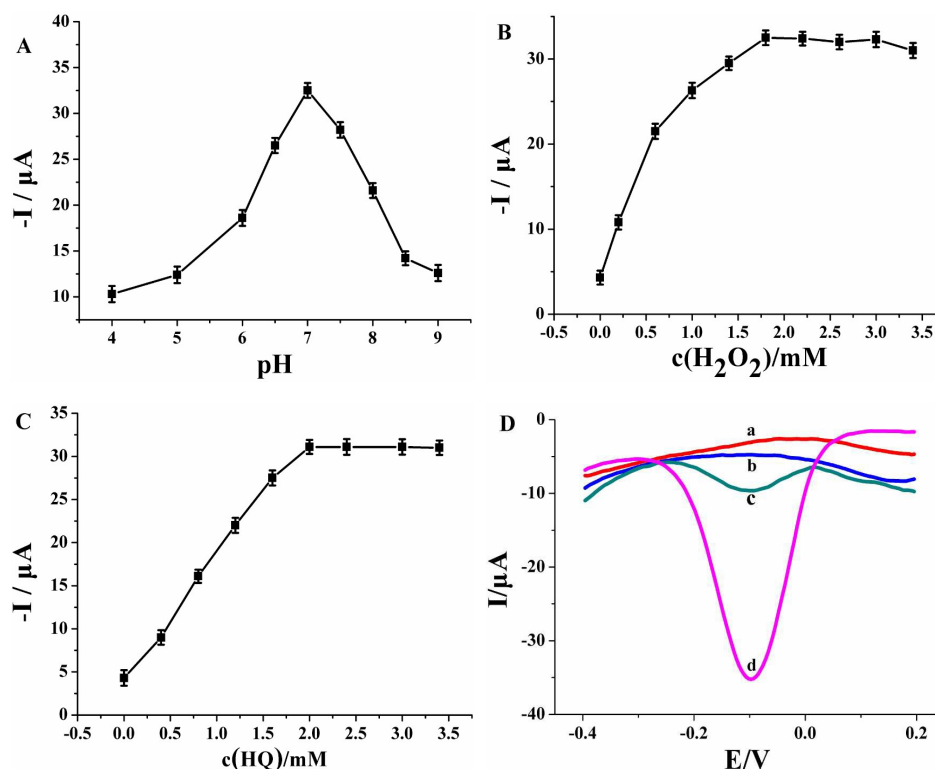 A
40
35
30
25
20
15
10
-I / μA
4 5 6 7 8 9
pH
B
30
20
10
0
-I / μA
-0.5 0.0 0.5 1.0 1.5 2.0 2.5 3.0 3.5
c(H₂O₂)/mM
C
35
30
25
20
15
10
5
0
-I / μA
-0.5 0.0 0.5 1.0 1.5 2.0 2.5 3.0 3.5
c(HQ)/mM
D
0
-10
-20
-30
-40
I/μA
a
b
c
d
-0.4 -0.2 0.0 0.2
E/V